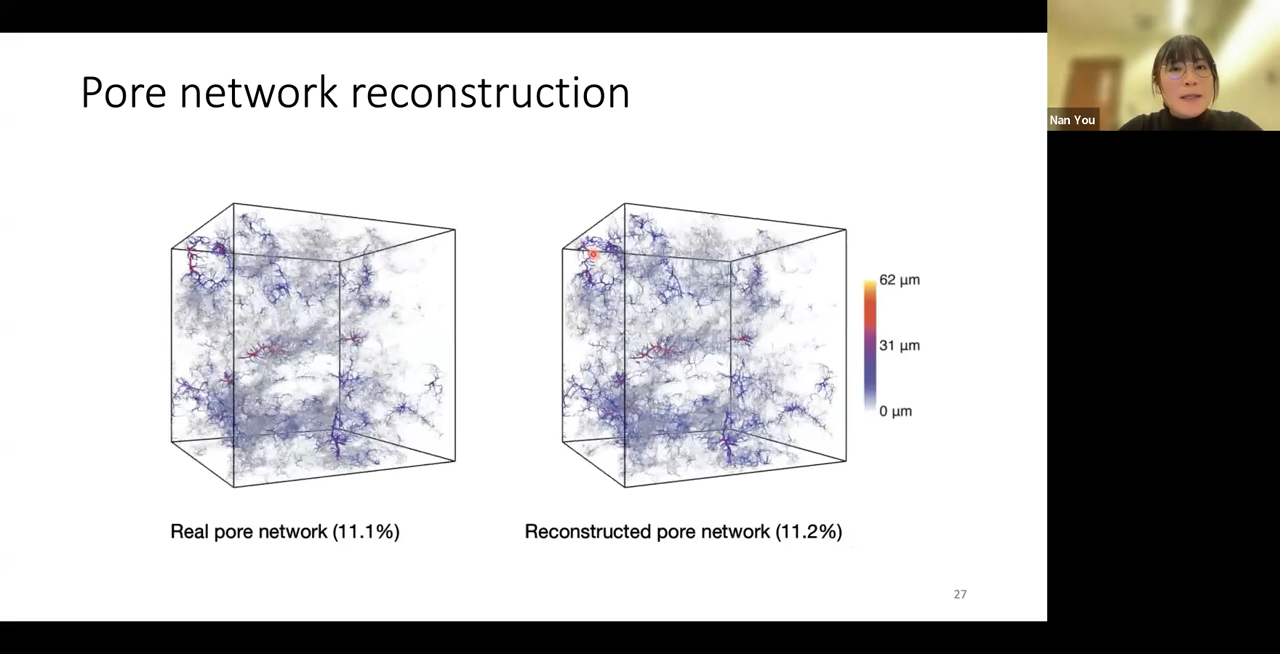 Pore network reconstruction
Nan You
62 μm
31 μm
0 μm
Real pore network (11.1%)
Reconstructed pore network (11.2%)
27